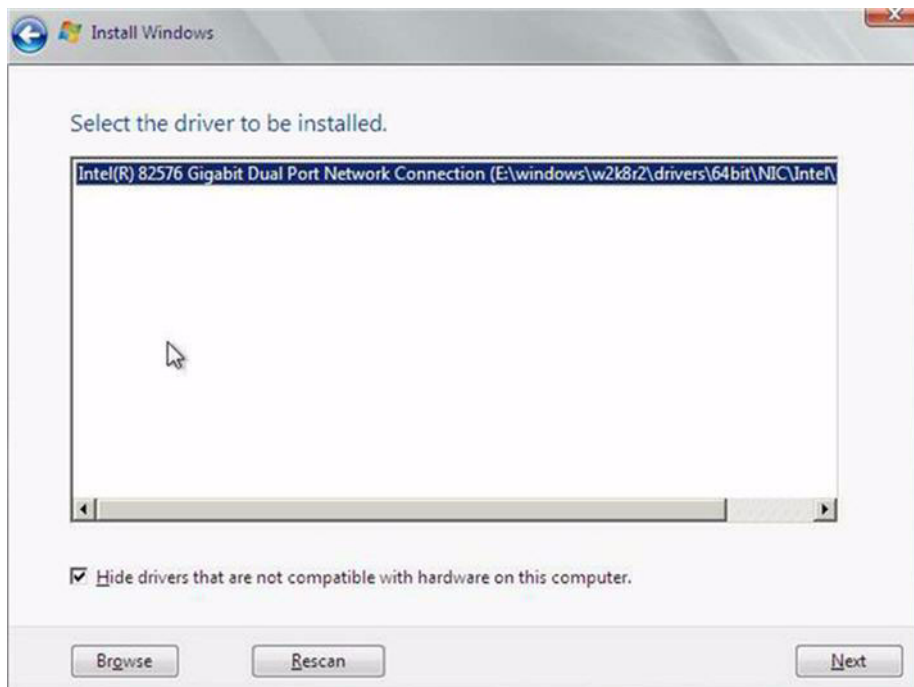 Install Windows
Select the driver to be installed.
Intel(R) 82576 Gigabit Dual Port Network Connection (E:\windows\w2k8r2\drivers\64bit\NIC\Intel\
Hide drivers that are not compatible with hardware on this computer.
Browse Rescan Next